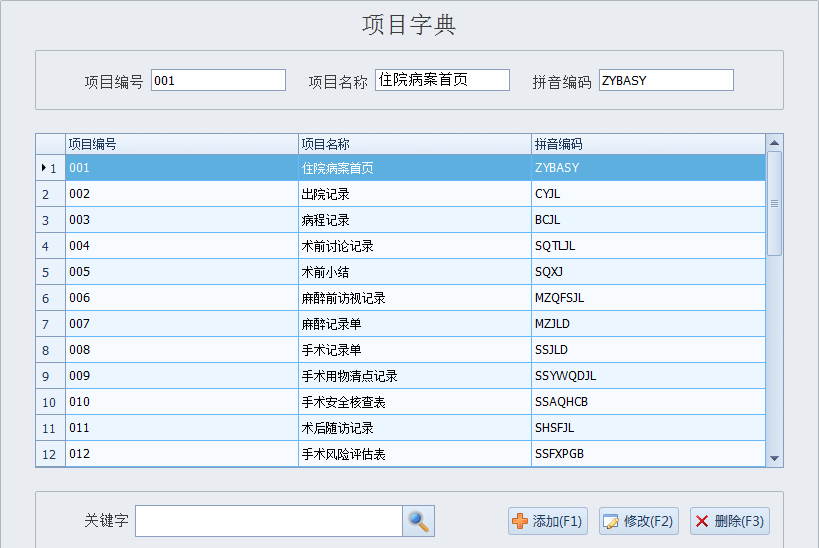 项目字典
项目编号 001 项目名称 住院病案首页 拼音编码 ZYBASY
项目编号 项目名称 拼音编码
1 001 住院病案首页 ZYBASY
2 002 出院记录 CYJL
3 003 病程记录 BCJL
4 004 术前讨论记录 SQTLJL
5 005 术前小结 SQXJ
6 006 麻醉前访视记录 MZQFSJL
7 007 麻醉记录单 MZJLD
8 008 手术记录单 SSJLD
9 009 手术用物清点记录 SSYWQDJL
10 010 手术安全核查表 SSAQHCB
11 011 术后随访记录 SHSFJL
12 012 手术风险评估表 SSFXPGB
关键字 添加(F1) 修改(F2) 删除(F3)